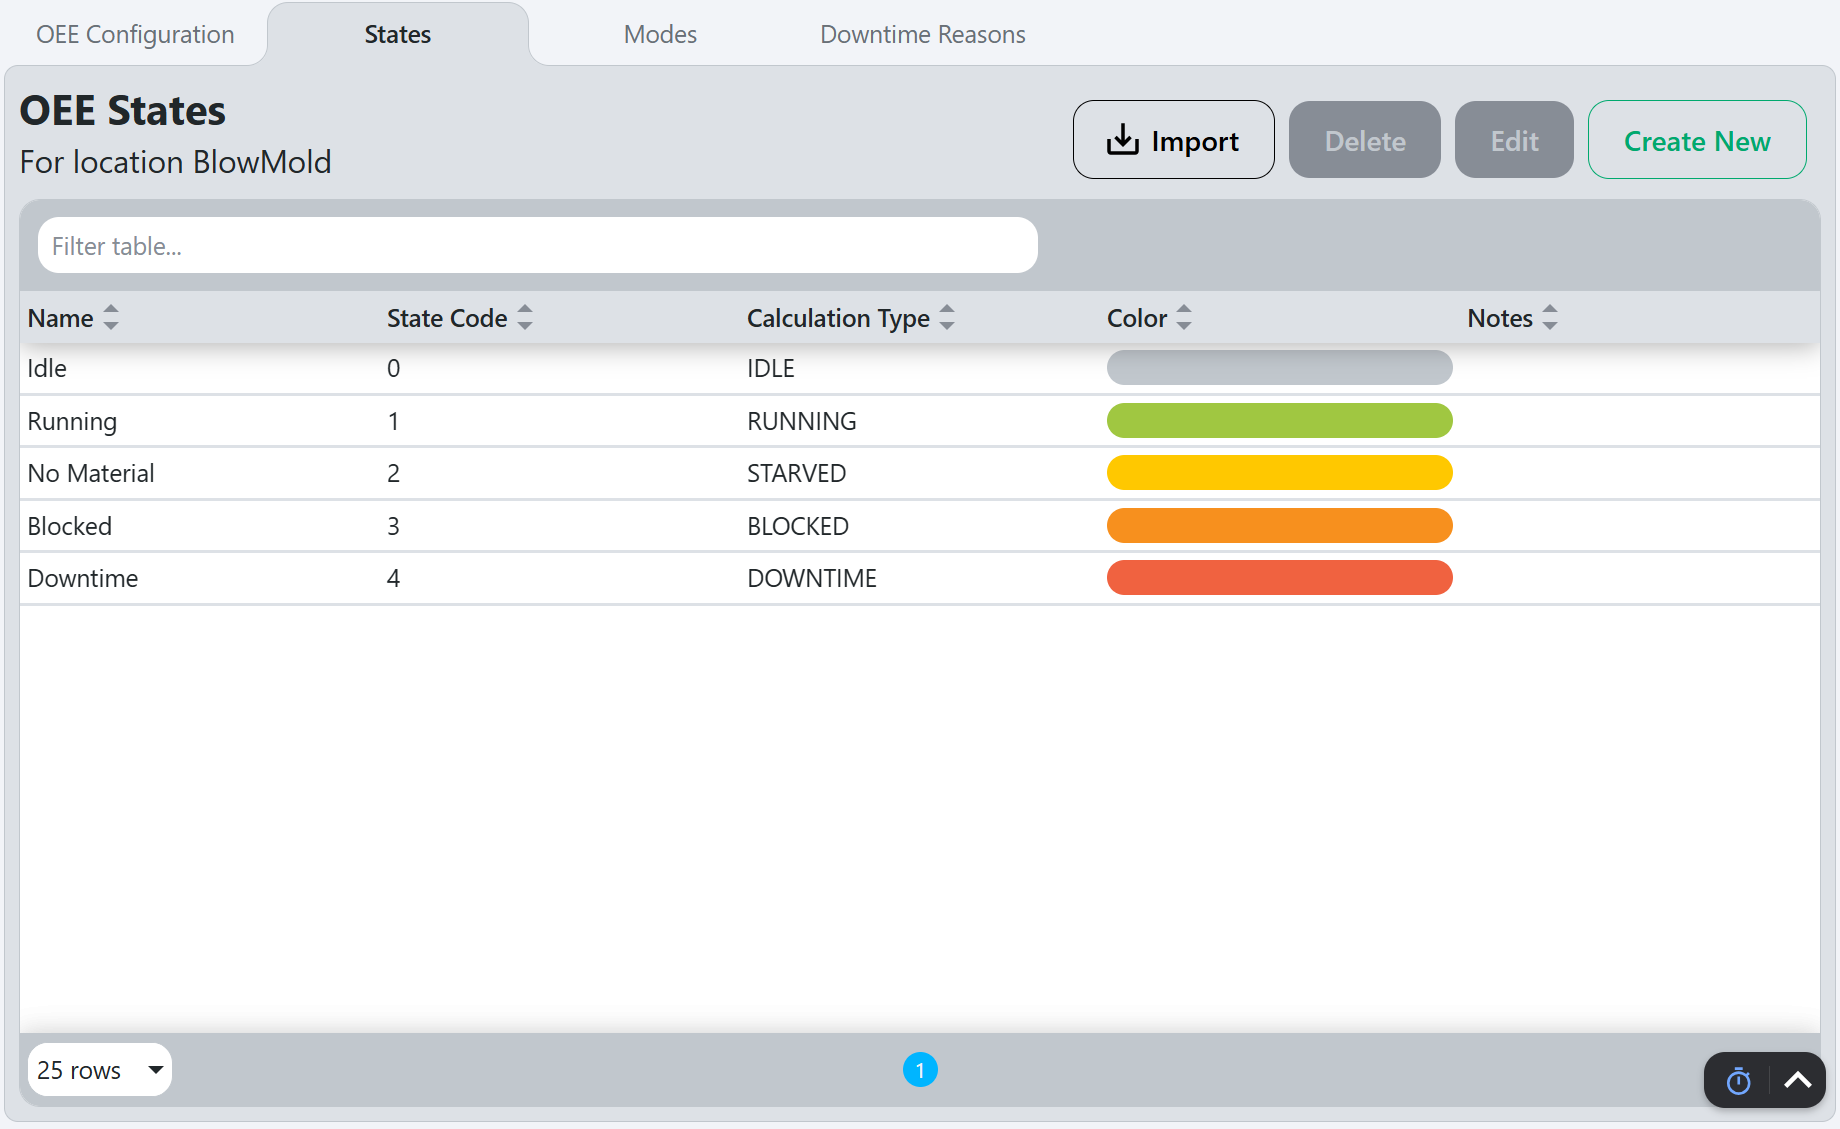 OEE Configuration States Modes Downtime Reasons
OEE States
For location BlowMold
Import Delete Edit Create New
Filter table...
Name State Code Calculation Type Color Notes
Idle 0 IDLE
Running 1 RUNNING
No Material 2 STARVED
Blocked 3 BLOCKED
Downtime 4 DOWNTIME
25 rows 1